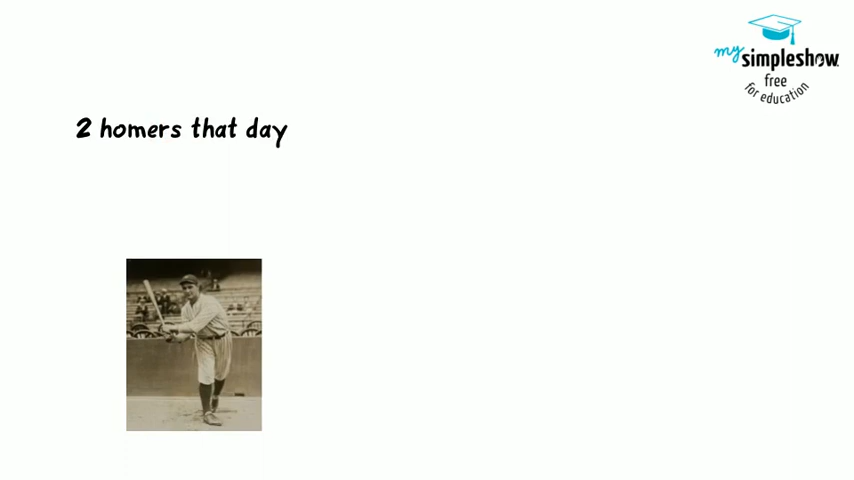 2 homers that day
my
simpleshow
free
for education